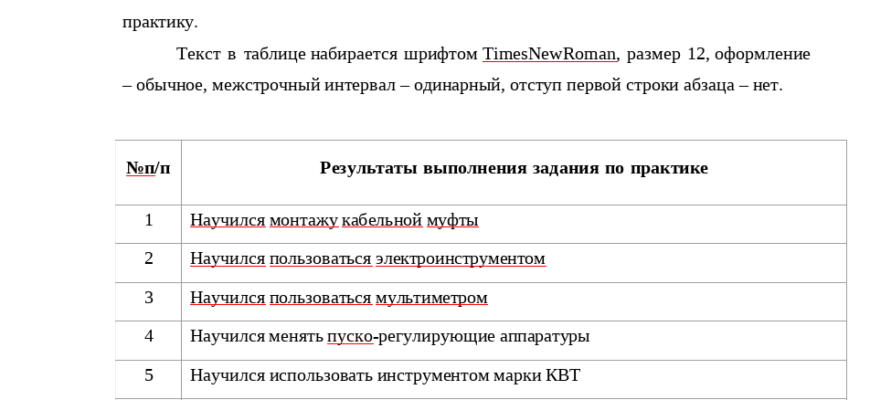 практику.
Текст в таблице набирается шрифтом TimesNewRoman, размер 12, оформление
– обычное, межстрочный интервал – одинарный, отступ первой строки абзаца – нет.
№п/п Результаты выполнения задания по практике
1 Научился монтажу кабельной муфты
2 Научился пользоваться электроинструментом
3 Научился пользоваться мультиметром
4 Научился менять пуско-регулирующие аппаратуры
5 Научился использовать инструментом марки КВТ